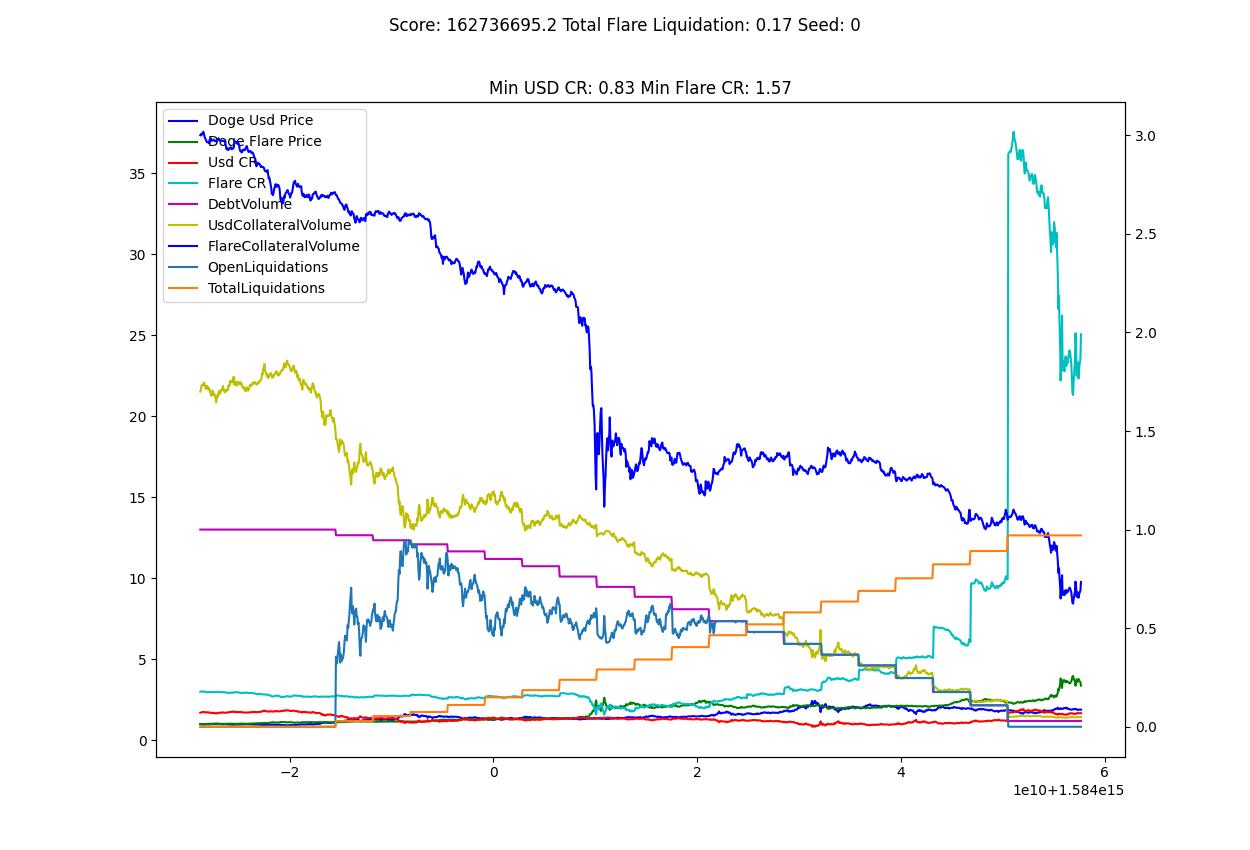 Score: 162736695.2 Total Flare Liquidation: 0.17 Seed: 0
Min USD CR: 0.83 Min Flare CR: 1.57
Doge Usd Price
Doge Flare Price
Usd CR
Flare CR
DebtVolume
UsdCollateralVolume
FlareCollateralVolume
OpenLiquidations
TotalLiquidations
35
30
25
20
15
10
5
0
3.0
2.5
2.0
1.5
1.0
0.5
0.0
−2 0 2 4 6
1e10+1.584e15